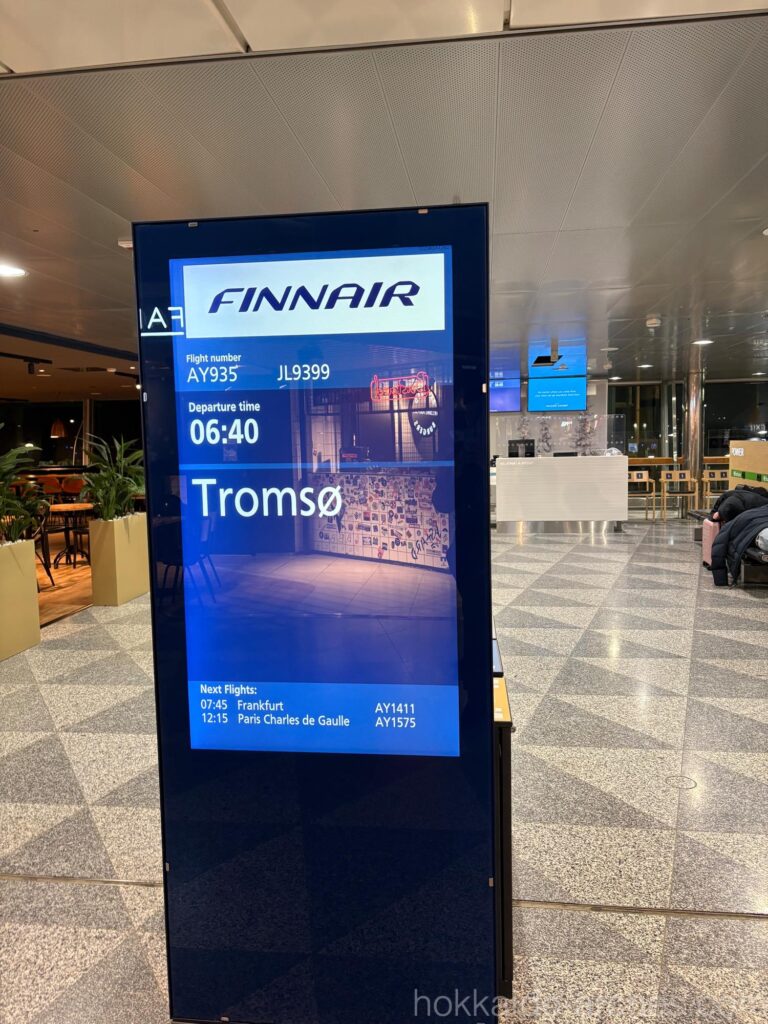 FINNAIR
Flight number
AY935 JL9399
Departure time
06:40
Tromsø
Next Flights:
07:45 Frankfurt AY1411
12:15 Paris Charles de Gaulle AY1575
POWER